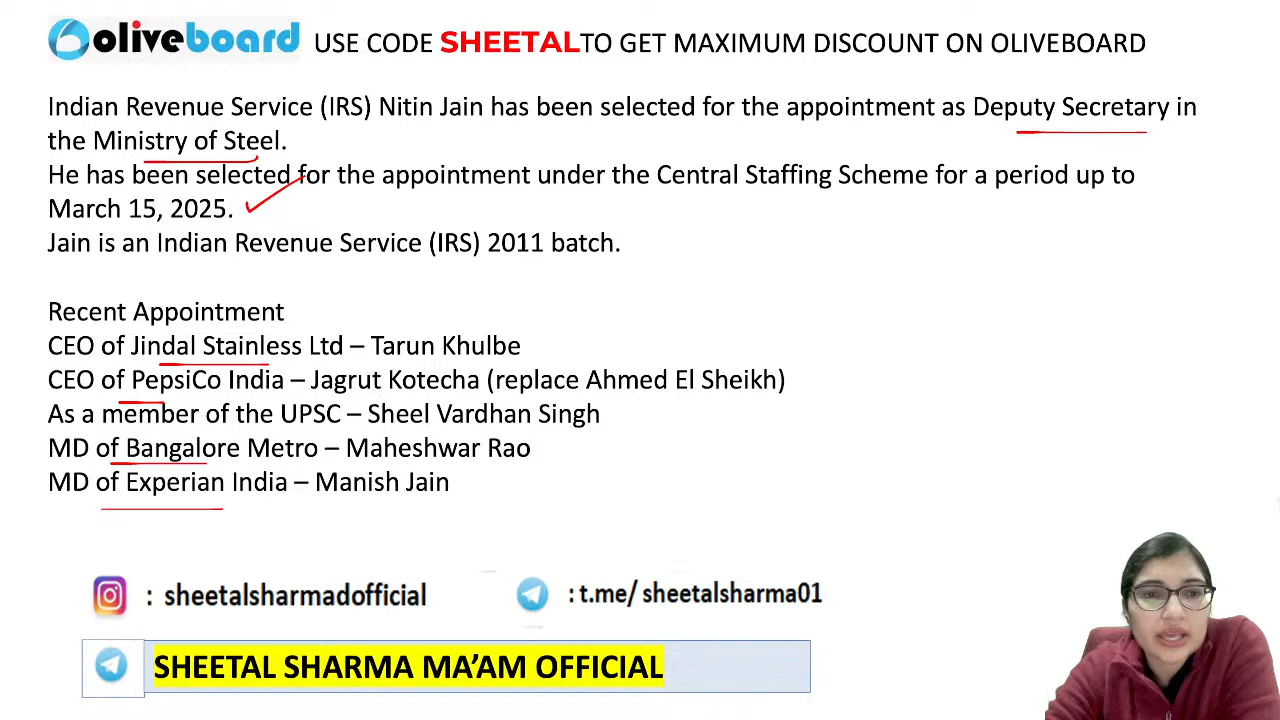 oliveboard USE CODE SHEETAL TO GET MAXIMUM DISCOUNT ON OLIVEBOARD
Indian Revenue Service (IRS) Nitin Jain has been selected for the appointment as Deputy Secretary in
the Ministry of Steel.
He has been selected for the appointment under the Central Staffing Scheme for a period up to
March 15, 2025.
Jain is an Indian Revenue Service (IRS) 2011 batch.
Recent Appointment
CEO of Jindal Stainless Ltd – Tarun Khulbe
CEO of PepsiCo India – Jagrut Kotecha (replace Ahmed El Sheikh)
As a member of the UPSC – Sheel Vardhan Singh
MD of Bangalore Metro – Maheshwar Rao
MD of Experian India – Manish Jain
: sheetalsharmadofficial : t.me/ sheetalsharma01
SHEETAL SHARMA MA’AM OFFICIAL